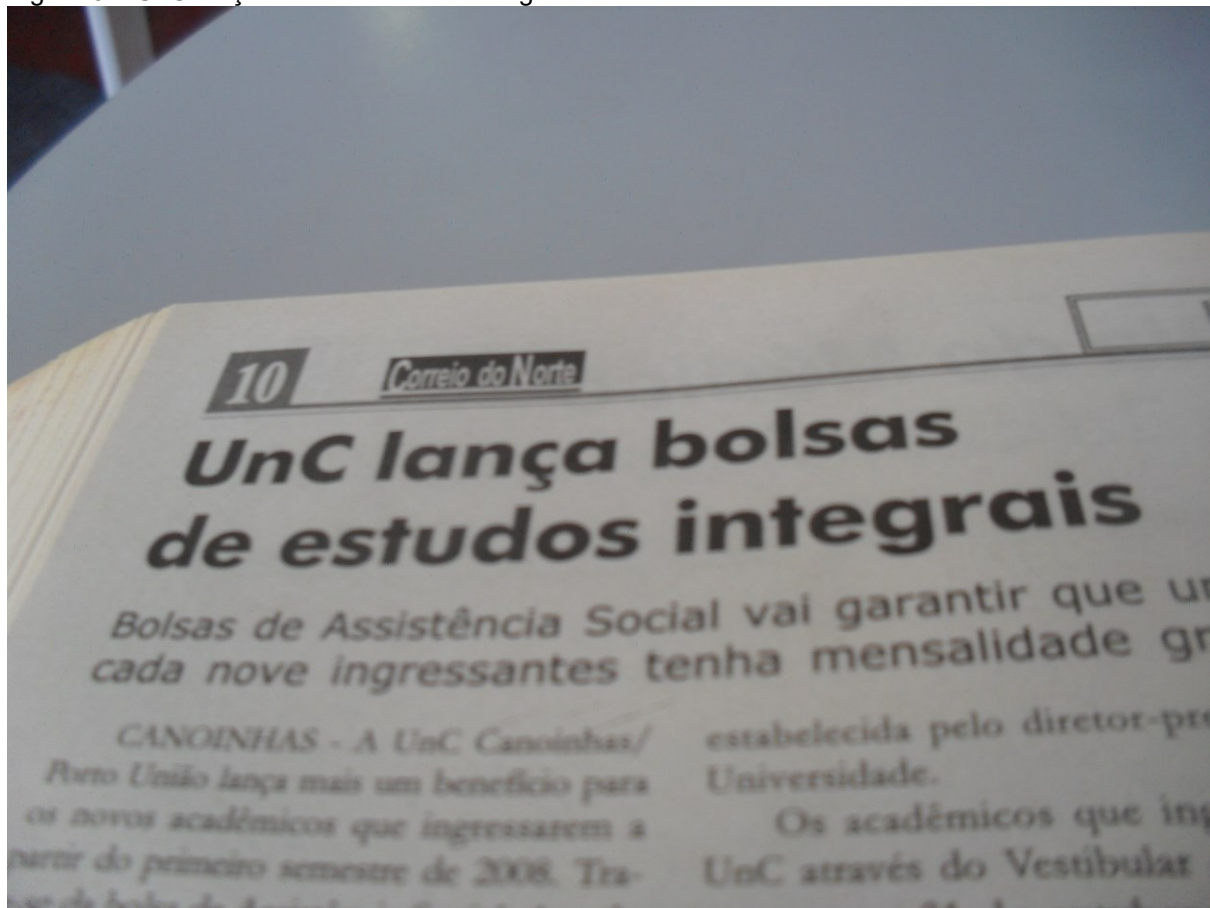 10 Correio do Norte
UnC lança bolsas
de estudos integrais
Bolsas de Assistência Social vai garantir que
cada nove ingressantes tenha mensalidade
CANOINHAS - A UnC Canoinhas/
Porto União lança mais um benefício para
os novos acadêmicos que ingressarem a
partir do primeiro semestre de 2008. Tra-
estabelecida pelo
Universidade.
Os acadêmicos que
UnC através do Vestibular